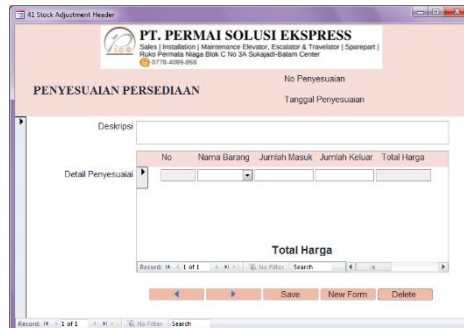 41 Stock Adjustment Header
PT. PERMAI SOLUSI EKSPRESS
Sales | Installation | Maintenance Elevator, Escalator & Travelator | Sparepart |
Ruko Permata Niaga Blok C No 3A Sukajadi-Batam Center
0778-4089-858
PENYESUAIAN PERSEDIAAN
No Penyesuaian
Tanggal Penyesuaian
Deskripsi
No Nama Barang Jumlah Masuk Jumlah Keluar Total Harga
Detail Penyesuaiai
Total Harga
Record: 1 of 1 No Filter Search
Save New Form Delete
Record: 1 of 1 No Filter Search